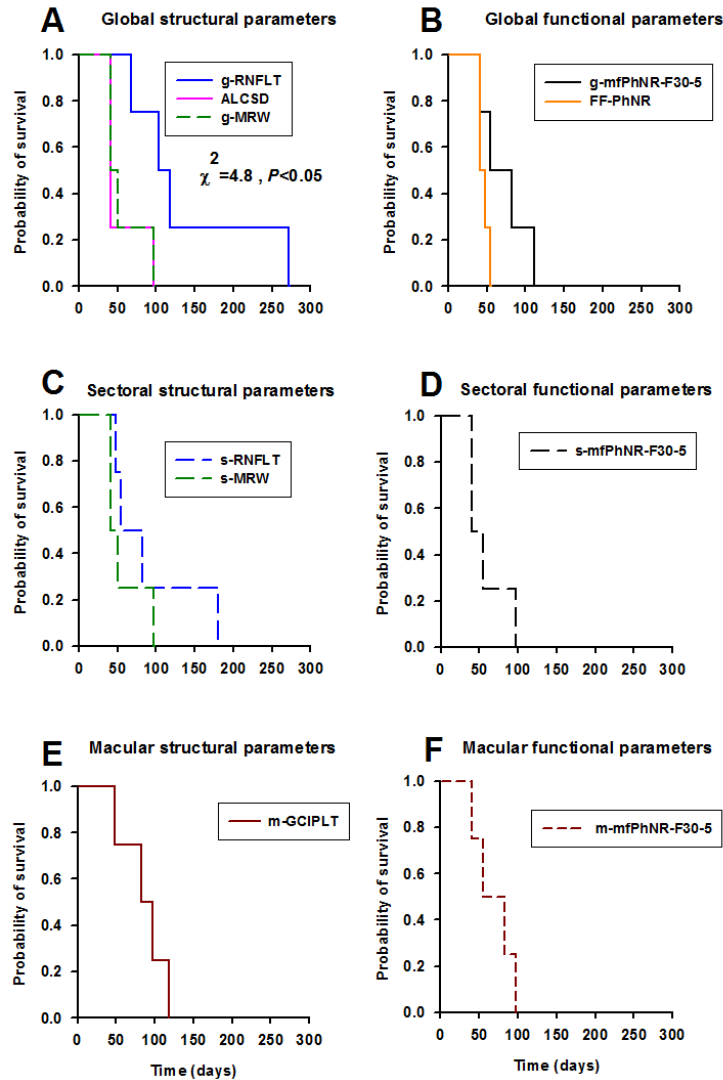 A Global structural parameters
Probability of survival
1.0
0.8
0.6
0.4
0.2
0.0
g-RNFLT
ALCSD
g-MRW
χ²=4.8 , P<0.05
0 50 100 150 200 250 300
B Global functional parameters
Probability of survival
1.0
0.8
0.6
0.4
0.2
0.0
g-mfPhNR-F30-5
FF-PhNR
0 50 100 150 200 250 300
C Sectoral structural parameters
Probability of survival
1.0
0.8
0.6
0.4
0.2
0.0
s-RNFLT
s-MRW
0 50 100 150 200 250 300
D Sectoral functional parameters
Probability of survival
1.0
0.8
0.6
0.4
0.2
0.0
s-mfPhNR-F30-5
0 50 100 150 200 250 300
E Macular structural parameters
Probability of survival
1.0
0.8
0.6
0.4
0.2
0.0
m-GCIPLT
0 50 100 150 200 250 300
Time (days)
F Macular functional parameters
Probability of survival
1.0
0.8
0.6
0.4
0.2
0.0
m-mfPhNR-F30-5
0 50 100 150 200 250 300
Time (days)